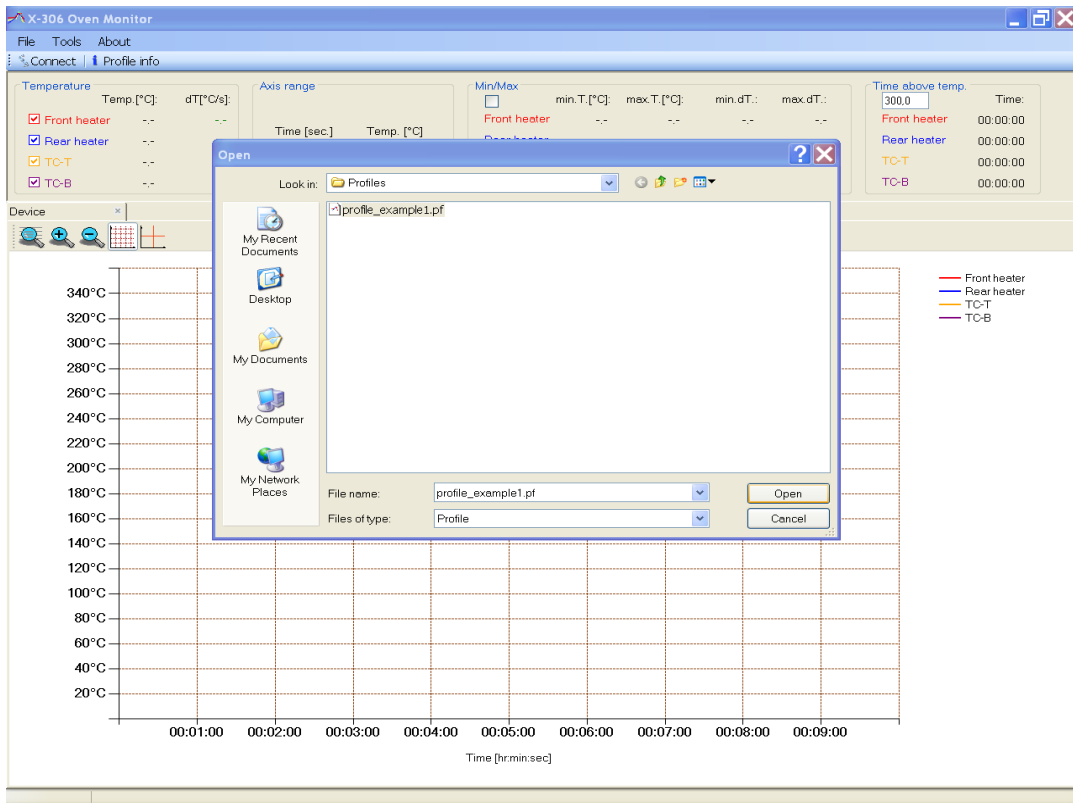 X-306 Oven Monitor
File Tools About
Connect Profile info
Temperature
Temp.[°C]: dT[°C/s]:
Front heater -.- -.-
Rear heater -.-
TC-T -.-
TC-B -.-
Axis range
Time [sec.] Temp. [°C]
Min/Max
min.T.[°C]: max.T.[°C]: min.dT.: max.dT.:
Front heater -.- -.- -.- -.-
Rear heater
Time above temp.
300,0 Time:
Front heater 00:00:00
Rear heater 00:00:00
TC-T 00:00:00
TC-B 00:00:00
Device ×
Open
Look in: Profiles
profile_example1.pf
My Recent
Documents
Desktop
My Documents
My Computer
My Network
Places
File name: profile_example1.pf Open
Files of type: Profile Cancel
340°C
320°C
300°C
280°C
260°C
240°C
220°C
200°C
180°C
160°C
140°C
120°C
100°C
80°C
60°C
40°C
20°C
00:01:00 00:02:00 00:03:00 00:04:00 00:05:00 00:06:00 00:07:00 00:08:00 00:09:00
Time [hr:min:sec]
Front heater
Rear heater
TC-T
TC-B